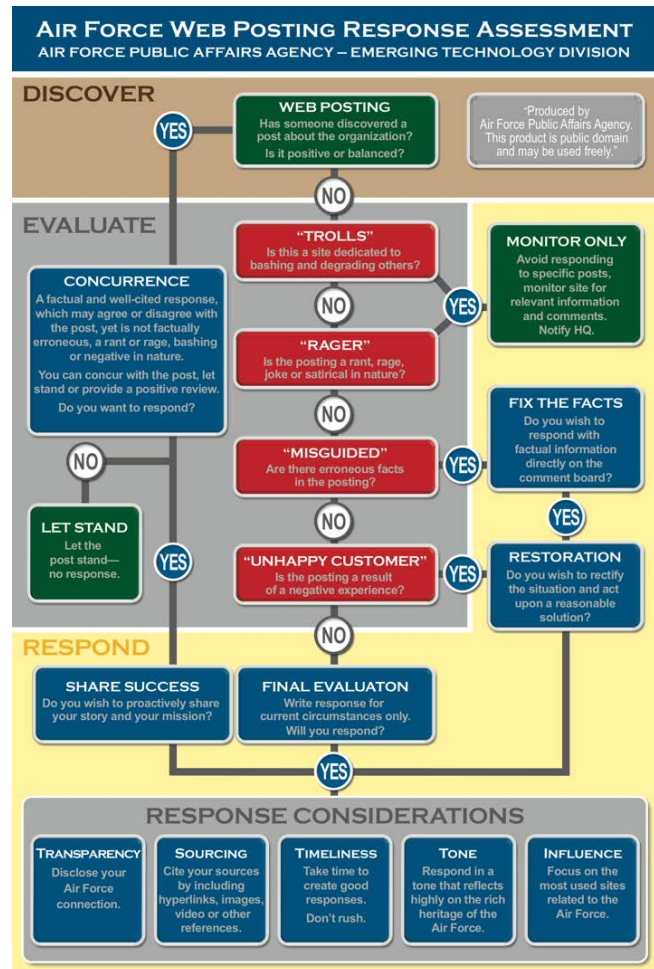 AIR FORCE WEB POSTING RESPONSE ASSESSMENT
AIR FORCE PUBLIC AFFAIRS AGENCY – EMERGING TECHNOLOGY DIVISION
DISCOVER
YES
WEB POSTING
Has someone discovered a
post about the organization?
Is it positive or balanced?
"Produced by
Air Force Public Affairs Agency.
This product is public domain
and may be used freely."
NO
EVALUATE
"TROLLS"
Is this a site dedicated to
bashing and degrading others?
MONITOR ONLY
Avoid responding
to specific posts,
monitor site for
relevant information
and comments.
Notify HQ.
CONCURRENCE
A factual and well-cited response,
which may agree or disagree with
the post, yet is not factually
erroneous, a rant or rage, bashing
or negative in nature.
You can concur with the post, let
stand or provide a positive review.
Do you want to respond?
NO
YES
"RAGER"
Is the posting a rant, rage,
joke or satirical in nature?
NO
FIX THE FACTS
Do you wish to
respond with
factual information
directly on the
comment board?
NO
"MISGUIDED"
Are there erroneous facts
in the posting?
YES
LET STAND
Let the
post stand—
no response.
NO
YES
YES
"UNHAPPY CUSTOMER"
Is the posting a result
of a negative experience?
YES
RESTORATION
Do you wish to rectify
the situation and act
upon a reasonable
solution?
NO
RESPOND
SHARE SUCCESS
Do you wish to proactively share
your story and your mission?
FINAL EVALUATON
Write response for
current circumstances only.
Will you respond?
YES
RESPONSE CONSIDERATIONS
TRANSPARENCY
Disclose your
Air Force
connection.
SOURCING
Cite your sources
by including
hyperlinks, images,
video or other
references.
TIMELINESS
Take time to
create good
responses.
Don't rush.
TONE
Respond in a
tone that reflects
highly on the rich
heritage of the
Air Force.
INFLUENCE
Focus on the
most used sites
related to the
Air Force.